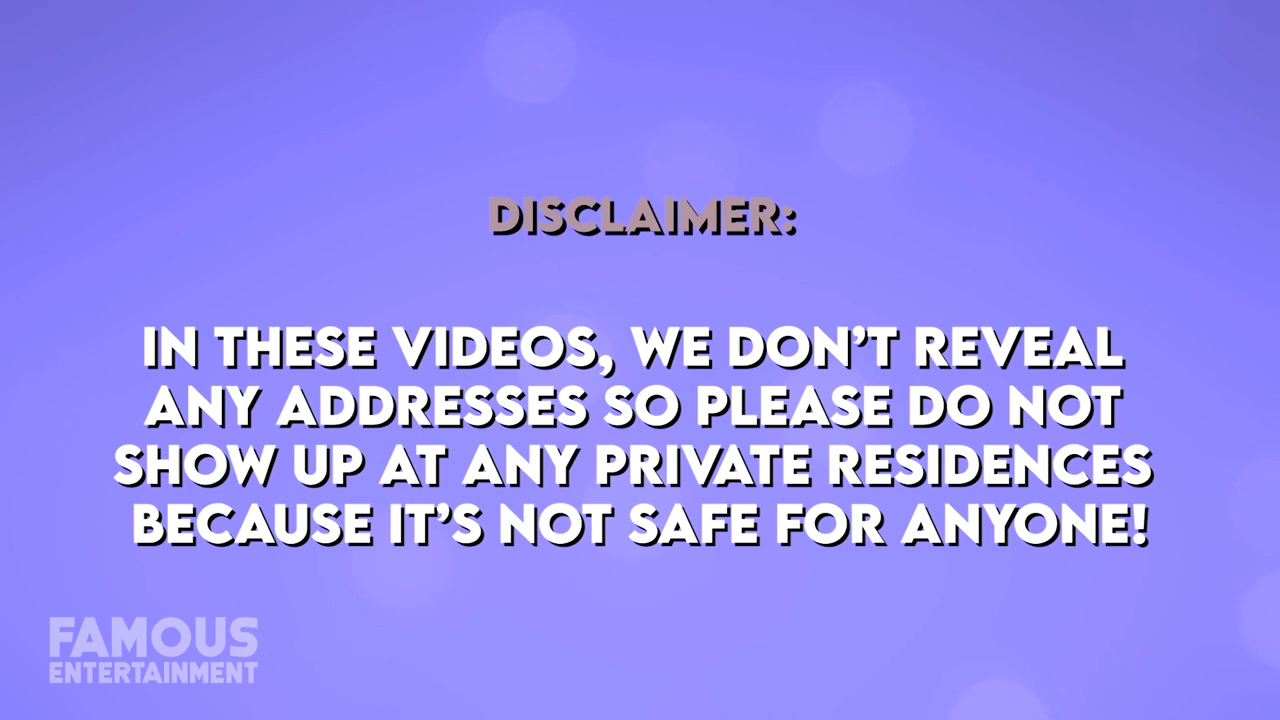 DISCLAIMER:
IN THESE VIDEOS, WE DON’T REVEAL
ANY ADDRESSES SO PLEASE DO NOT
SHOW UP AT ANY PRIVATE RESIDENCES
BECAUSE IT’S NOT SAFE FOR ANYONE!
FAMOUS
ENTERTAINMENT